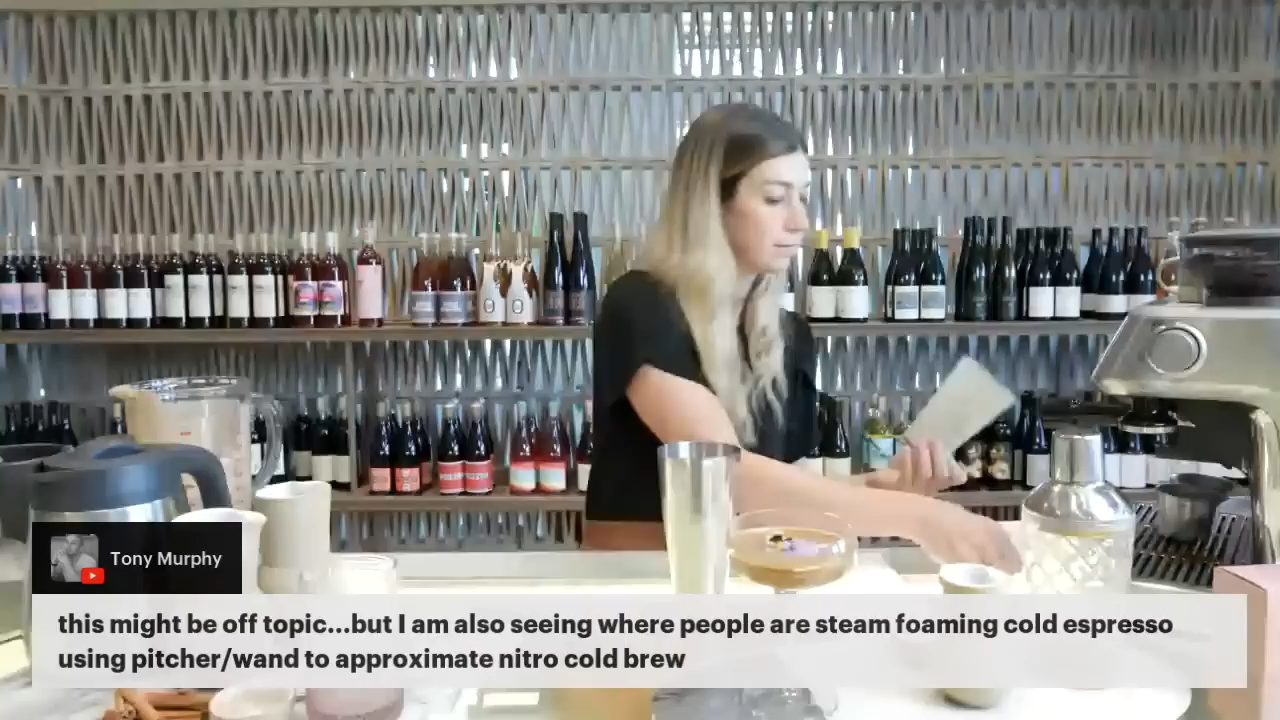 Tony Murphy
this might be off topic...but I am also seeing where people are steam foaming cold espresso
using pitcher/wand to approximate nitro cold brew